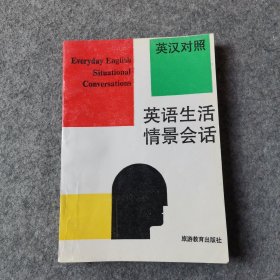 英汉对照
Everyday English
Situational
Conversations
英语生活
情景会话
旅游教育出版社